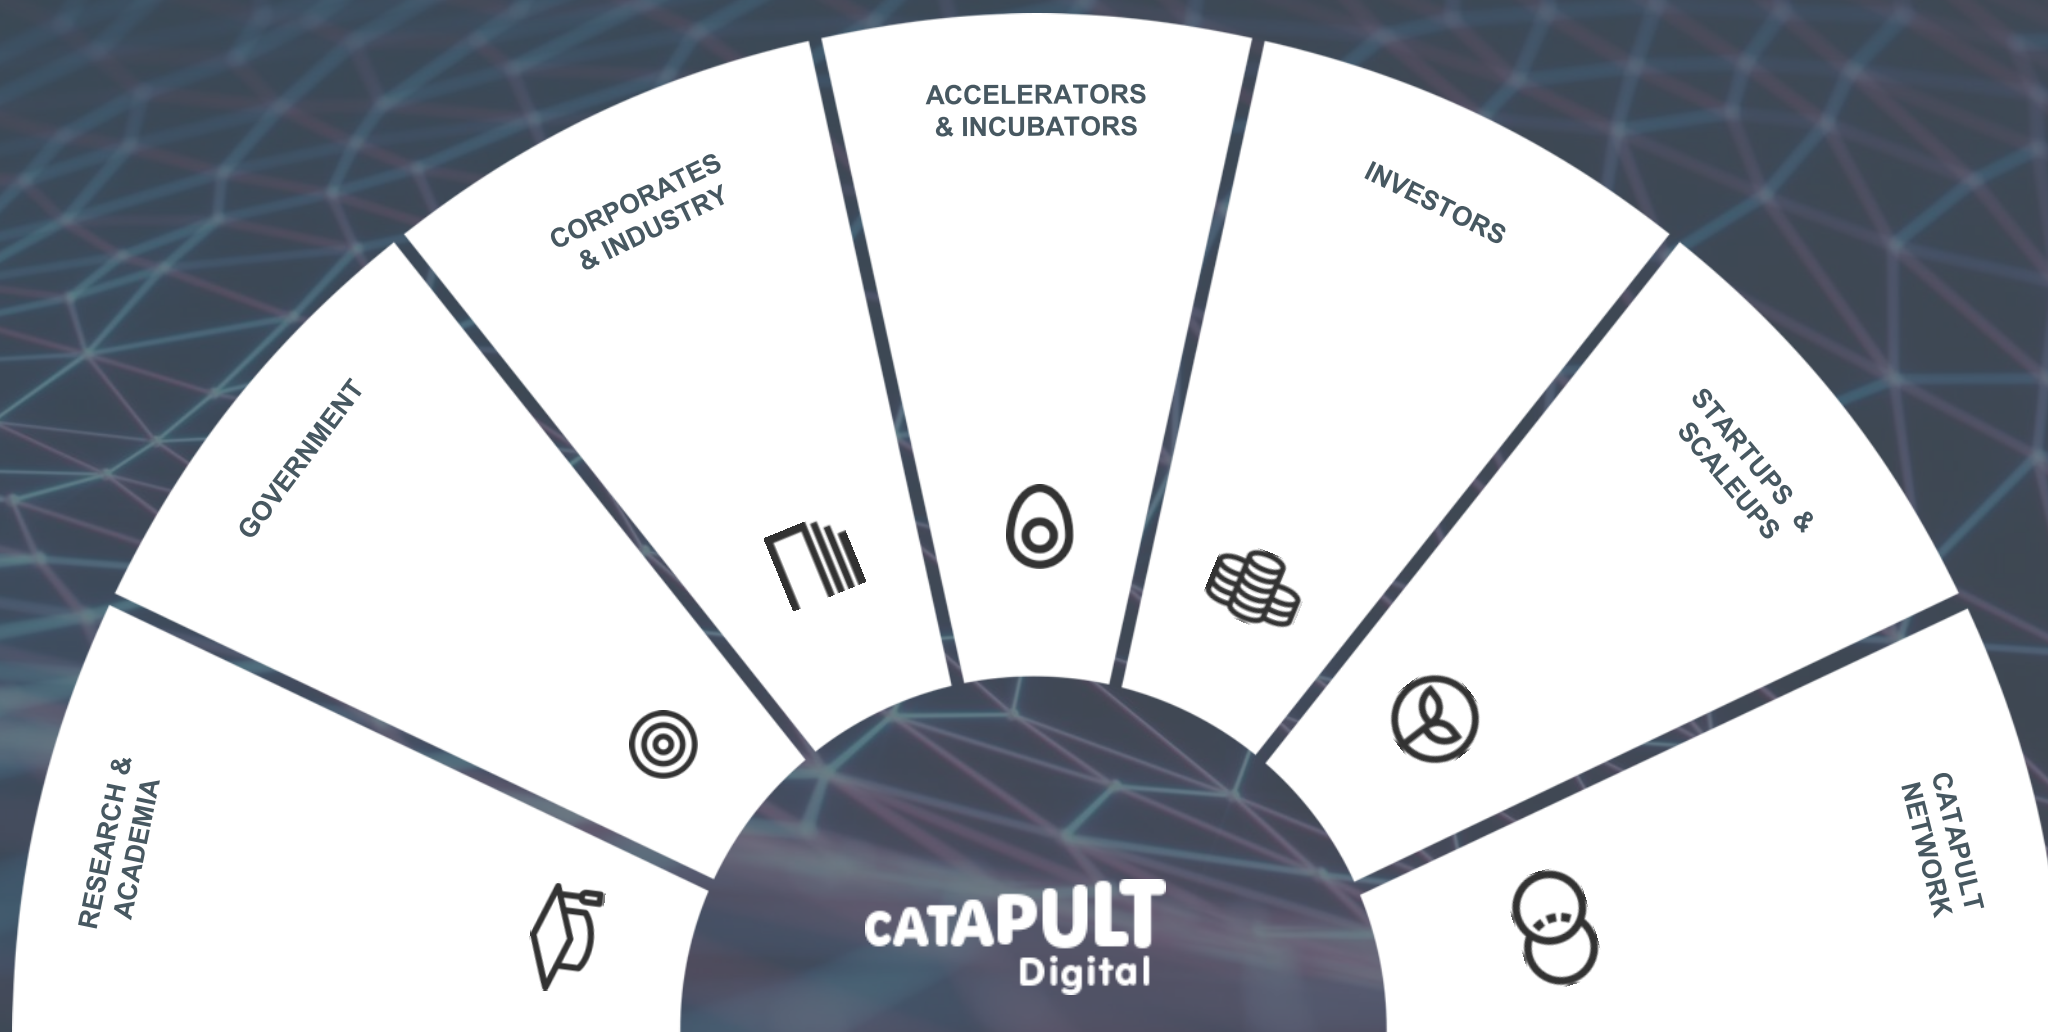 RESEARCH &
ACADEMIA
GOVERNMENT
CORPORATES
& INDUSTRY
ACCELERATORS
& INCUBATORS
INVESTORS
STARTUPS &
SCALEUPS
CATAPULT
NETWORK
CATAPULT
Digital